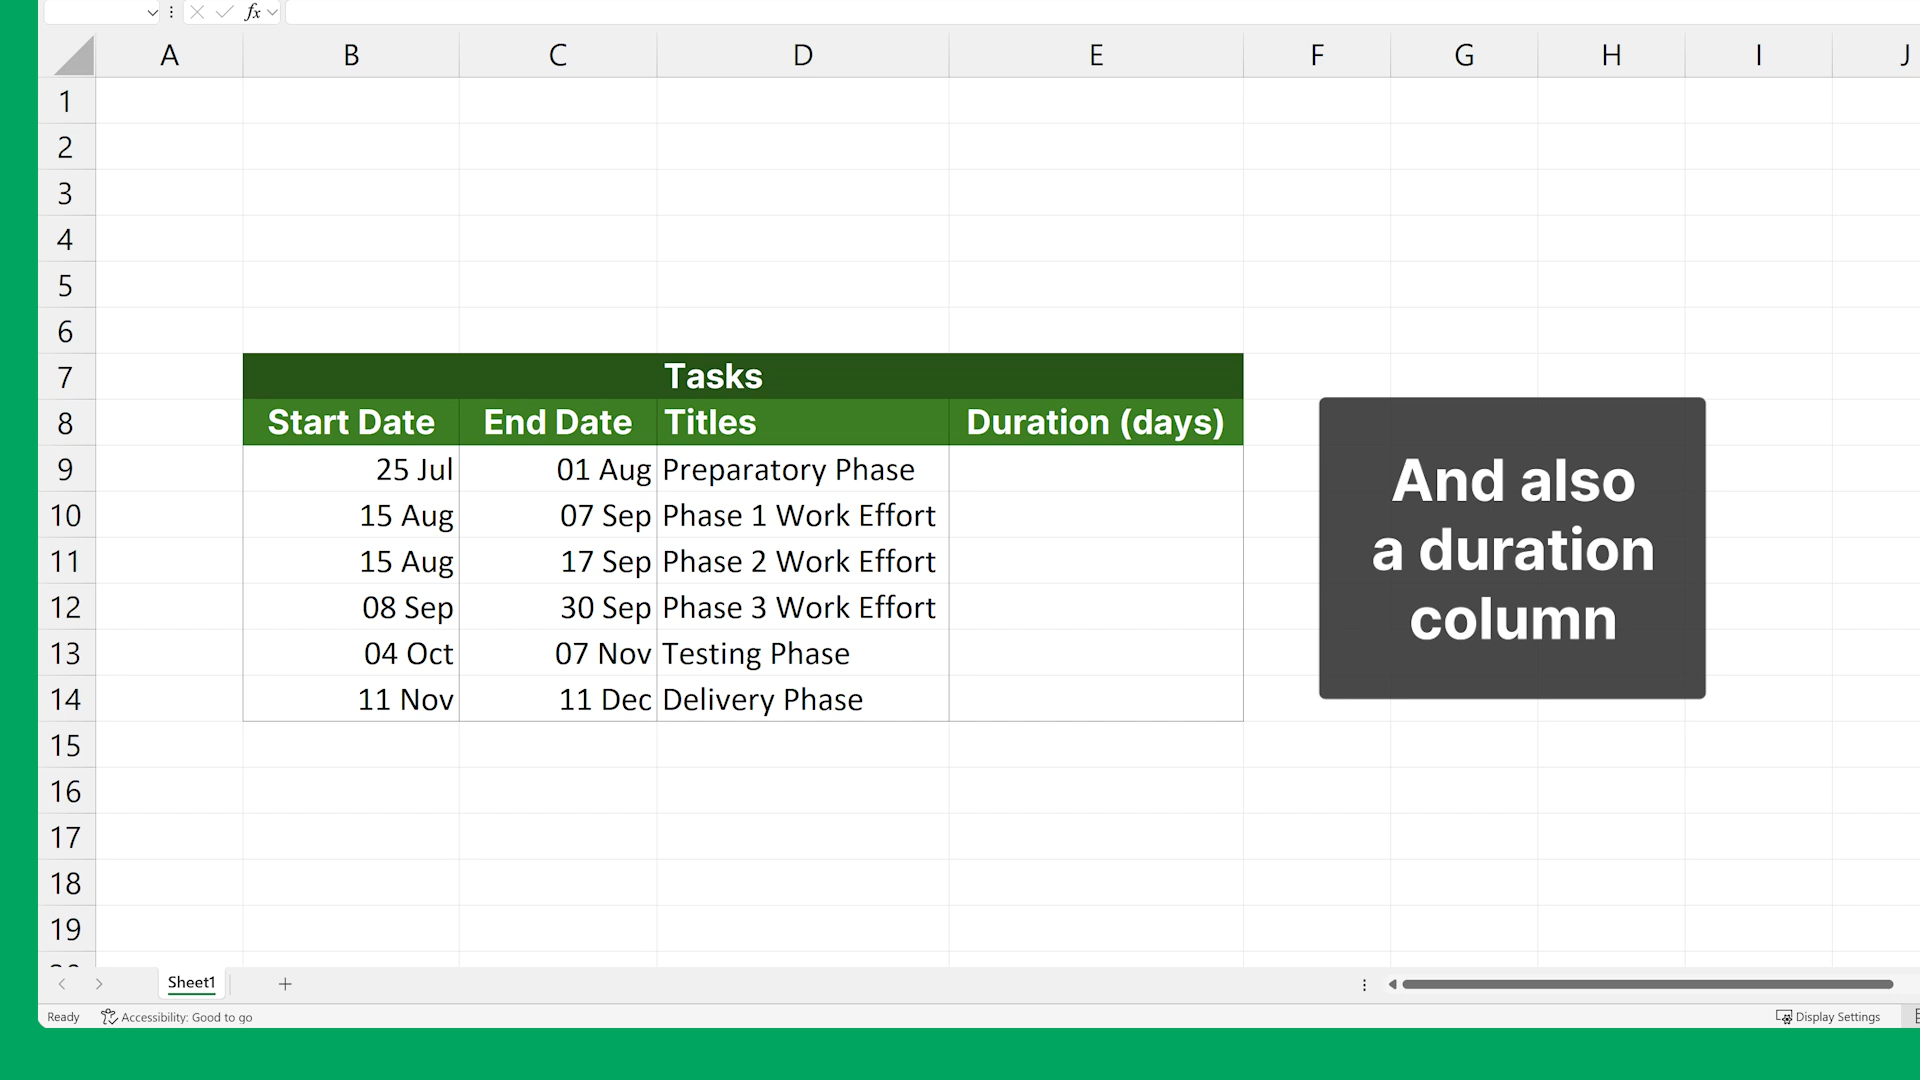 fx
A B C D E F G H I J
1
2
3
4
5
6
7 Tasks
8 Start Date End Date Titles Duration (days)
9 25 Jul 01 Aug Preparatory Phase
10 15 Aug 07 Sep Phase 1 Work Effort
11 15 Aug 17 Sep Phase 2 Work Effort
12 08 Sep 30 Sep Phase 3 Work Effort
13 04 Oct 07 Nov Testing Phase
14 11 Nov 11 Dec Delivery Phase
15
16
17
18
19
And also
a duration
column
Sheet1
Ready Accessibility: Good to go Display Settings